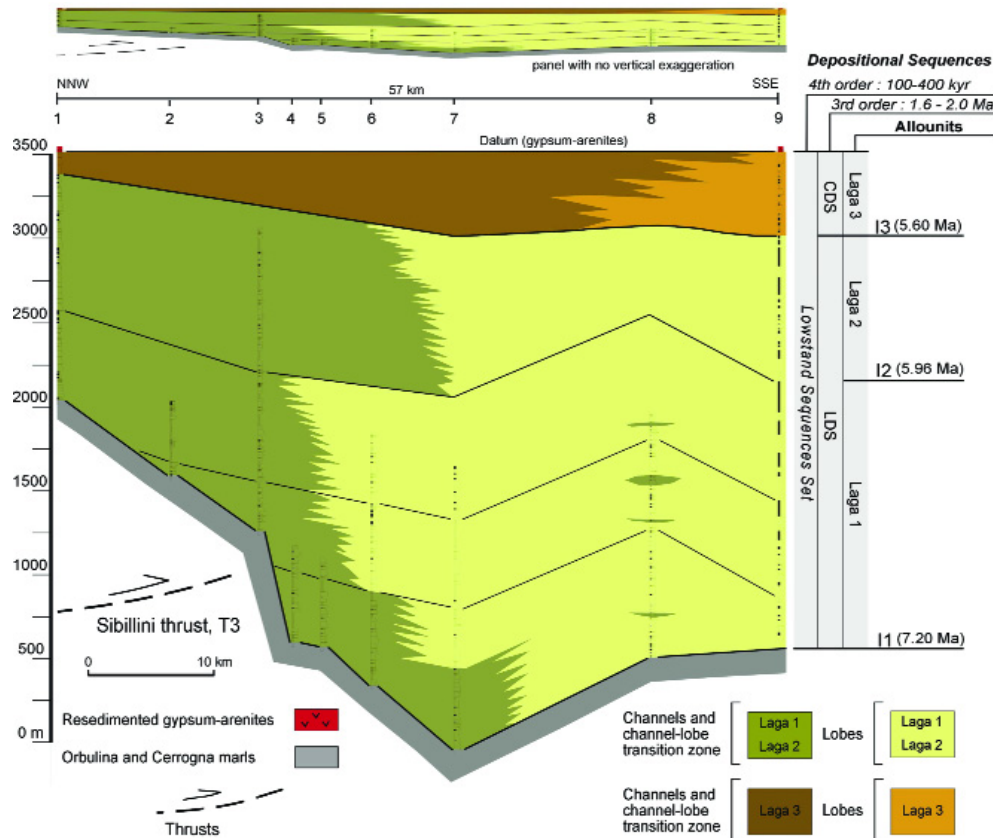 panel with no vertical exaggeration
NNW
57 km
SSE
1 2 3 4 5 6 7 8 9
Datum (gypsum-arenites)
Depositional Sequences
4th order : 100-400 kyr
3rd order : 1.6 - 2.0 Ma
Allounits
3500
3000
2500
2000
1500
1000
500
0 m
Lowstand Sequences Set
CDS
LDS
Laga 3
Laga 2
Laga 1
I3 (5.60 Ma)
I2 (5.96 Ma)
I1 (7.20 Ma)
Sibillini thrust, T3
0 10 km
Resedimented gypsum-arenites
Orbulina and Cerrogna marls
Thrusts
Channels and
channel-lobe
transition zone
Laga 1
Laga 2
Lobes
Laga 1
Laga 2
Channels and
channel-lobe
transition zone
Laga 3
Lobes
Laga 3